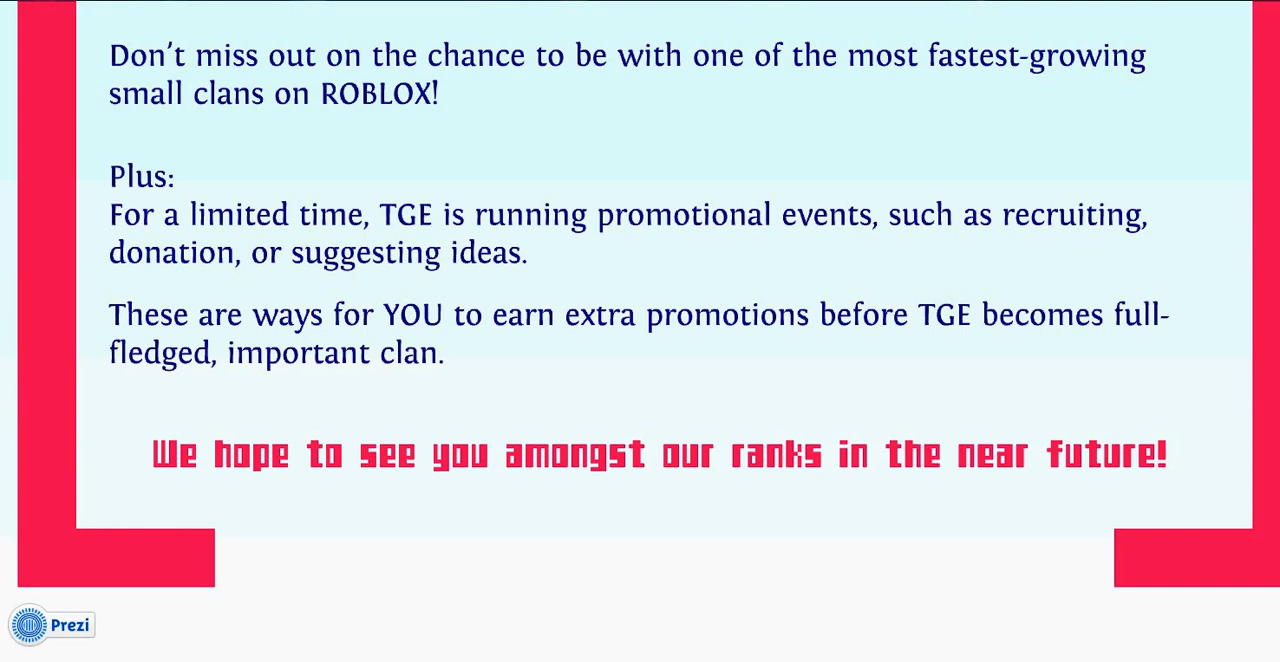 Don't miss out on the chance to be with one of the most fastest-growing
small clans on ROBLOX!
Plus:
For a limited time, TGE is running promotional events, such as recruiting,
donation, or suggesting ideas.
These are ways for YOU to earn extra promotions before TGE becomes full-
fledged, important clan.
We hope to see you amongst our ranks in the near future!
Prezi